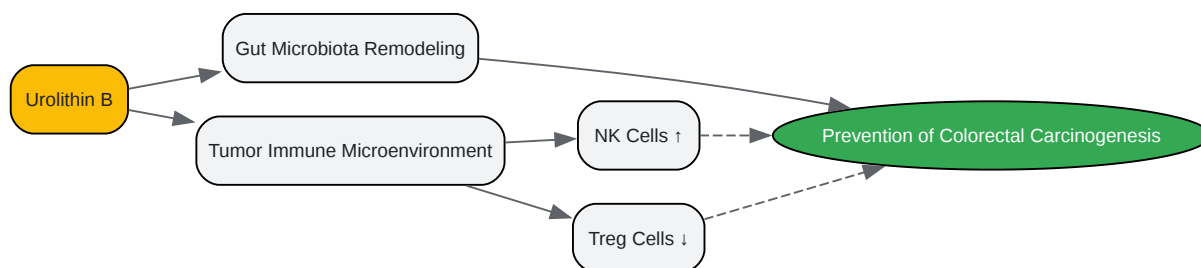 Gut Microbiota Remodeling
Urolithin B
Tumor Immune Microenvironment
NK Cells ↑
Prevention of Colorectal Carcinogenesis
Treg Cells ↓